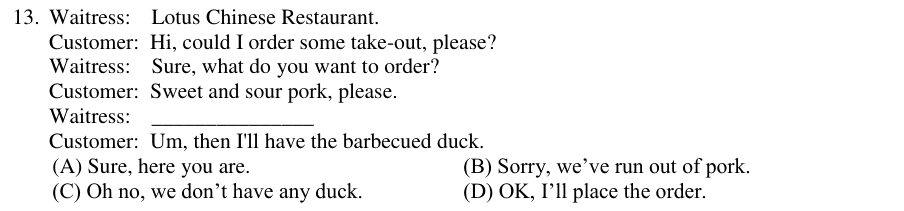 13. Waitress: Lotus Chinese Restaurant.
Customer: Hi, could I order some take-out, please?
Waitress: Sure, what do you want to order?
Customer: Sweet and sour pork, please.
Waitress: _______________
Customer: Um, then I'll have the barbecued duck.
(A) Sure, here you are. (B) Sorry, we’ve run out of pork.
(C) Oh no, we don’t have any duck. (D) OK, I’ll place the order.